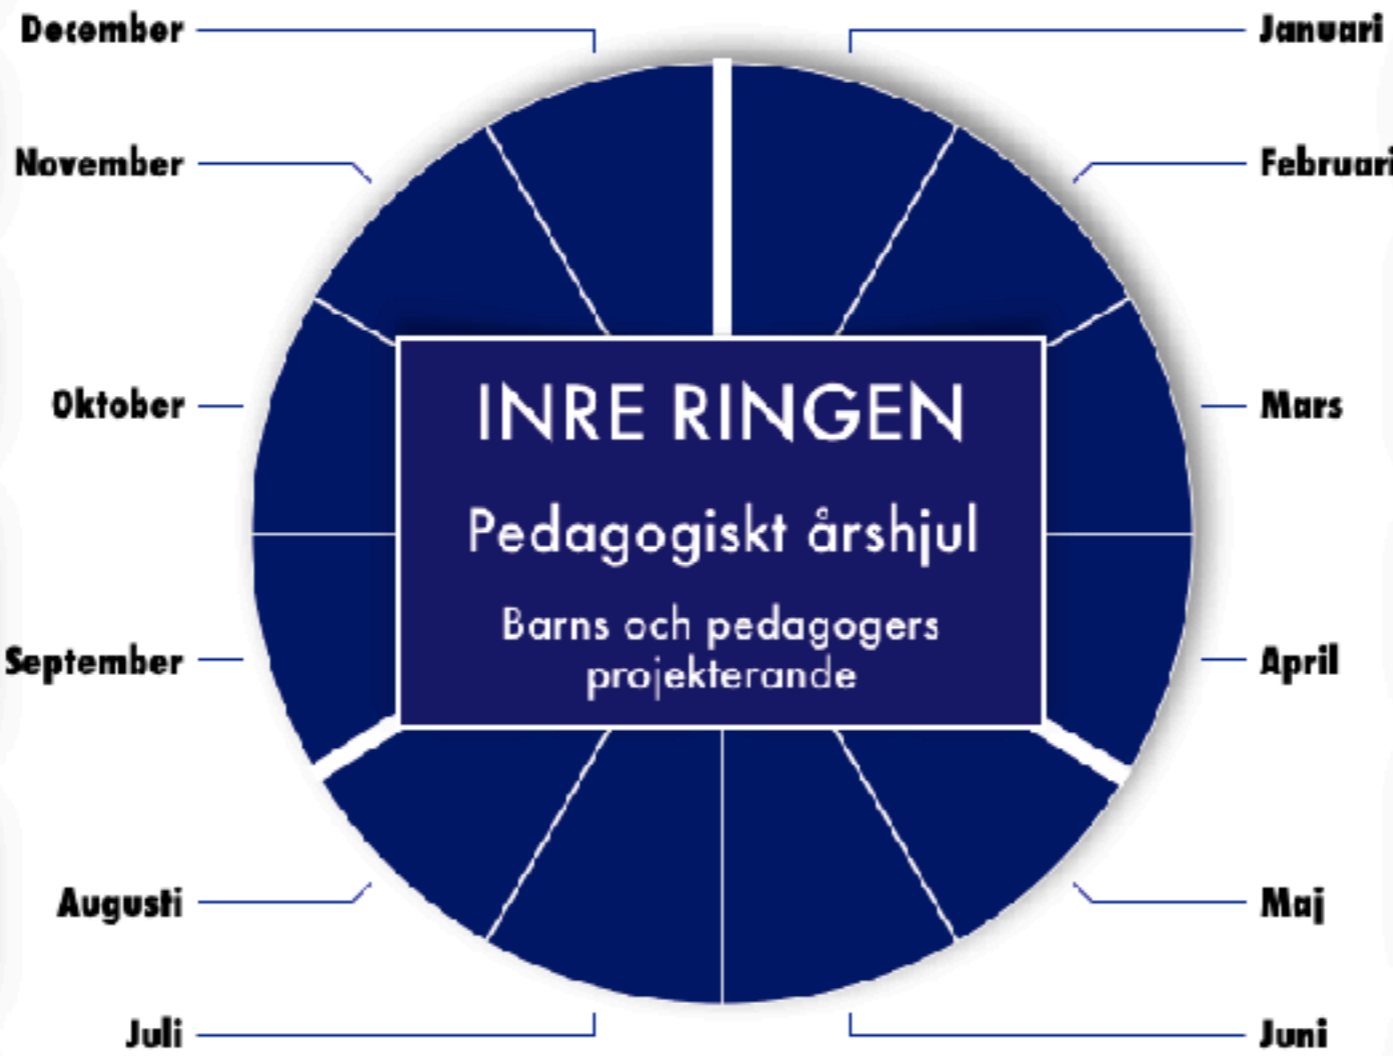 December
Januari
November
Februari
Oktober
Mars
INRE RINGEN
Pedagogiskt årshjul
Barns och pedagogers
projekterande
September
April
Augusti
Maj
Juli
Juni